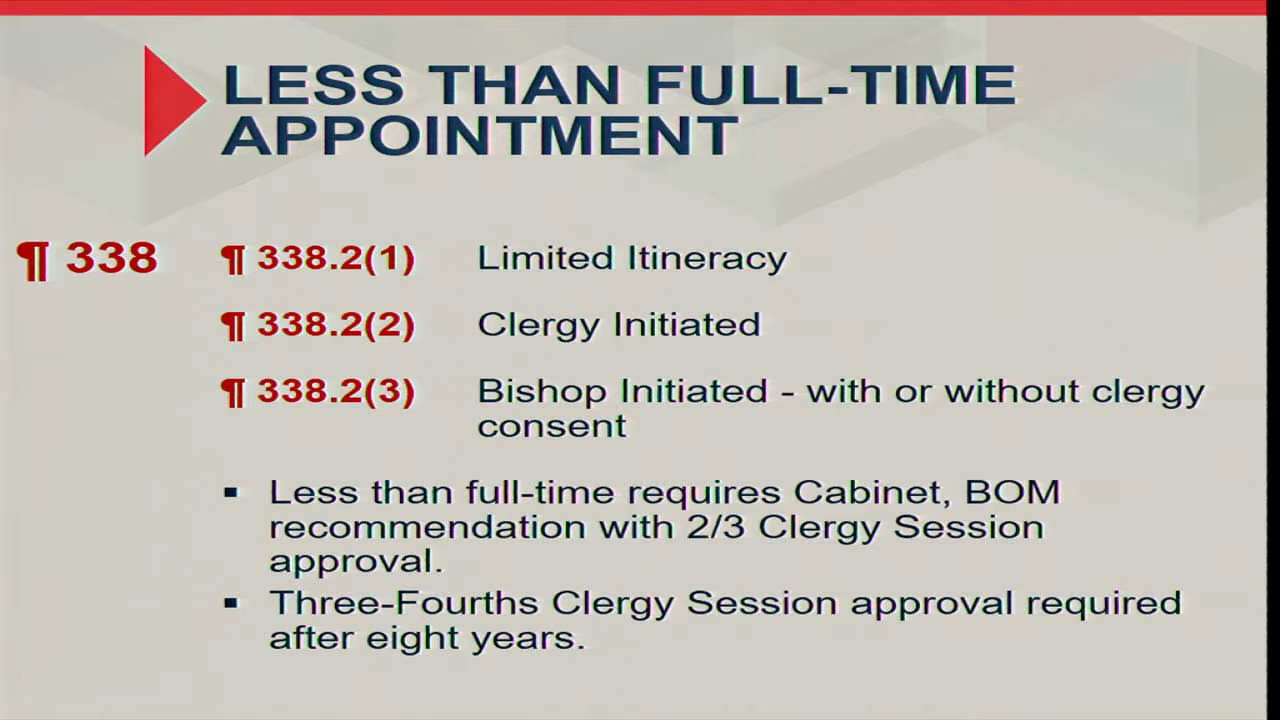 LESS THAN FULL-TIME
APPOINTMENT
¶ 338 ¶ 338.2(1) Limited Itineracy
¶ 338.2(2) Clergy Initiated
¶ 338.2(3) Bishop Initiated - with or without clergy
consent
▪ Less than full-time requires Cabinet, BOM
recommendation with 2/3 Clergy Session
approval.
▪ Three-Fourths Clergy Session approval required
after eight years.